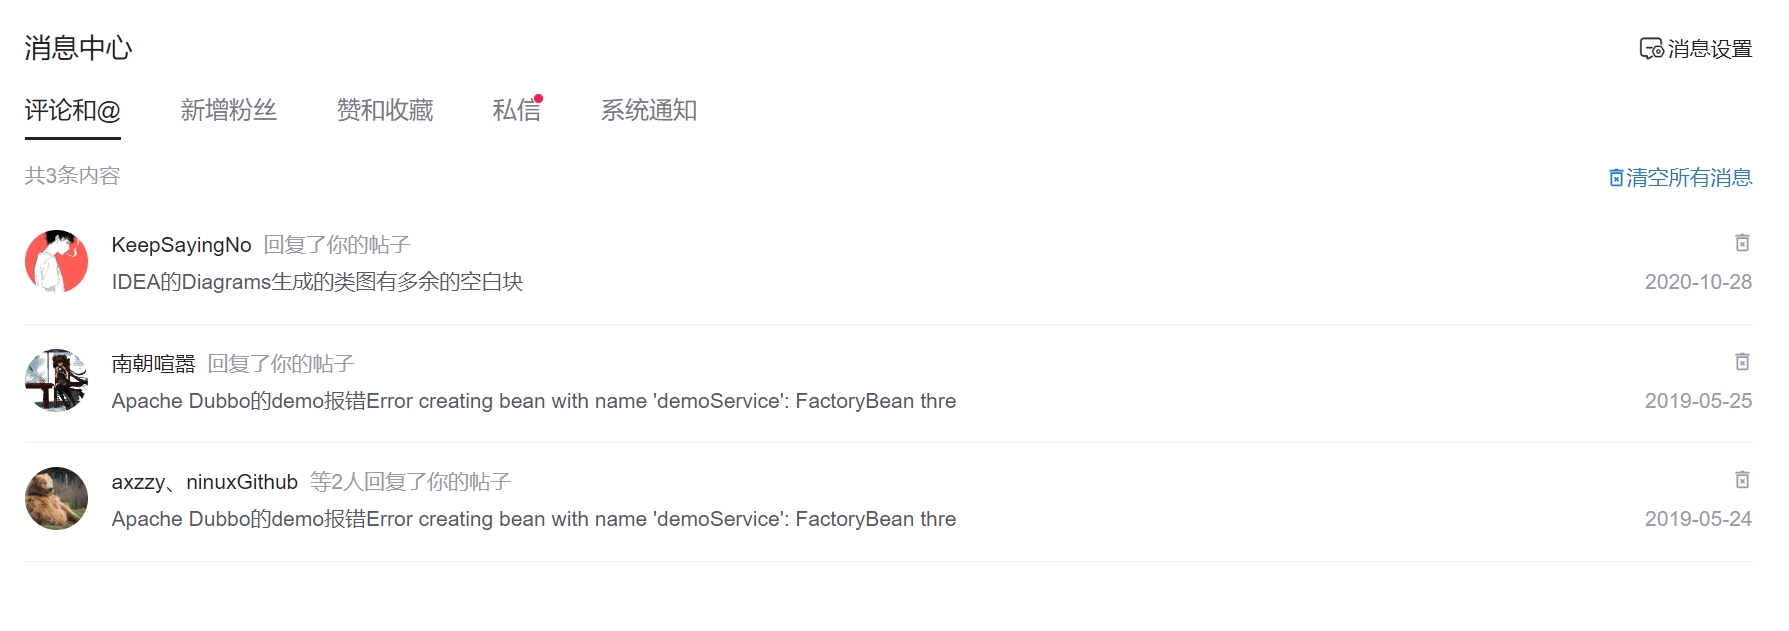 消息中心
消息设置
评论和@ 新增粉丝 赞和收藏 私信 系统通知
共3条内容
清空所有消息
KeepSayingNo 回复了你的帖子
IDEA的Diagrams生成的类图有多余的空白块
2020-10-28
南朝喧嚣 回复了你的帖子
Apache Dubbo的demo报错Error creating bean with name 'demoService': FactoryBean thre
2019-05-25
axzzy、ninuxGithub 等2人回复了你的帖子
Apache Dubbo的demo报错Error creating bean with name 'demoService': FactoryBean thre
2019-05-24